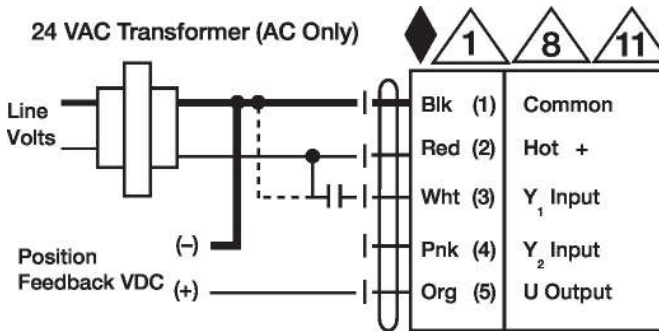 24 VAC Transformer (AC Only)
1 8 11
Line
Volts
Blk (1) Common
Red (2) Hot +
Wht (3) Y1 Input
Pnk (4) Y2 Input
Org (5) U Output
Position
Feedback VDC
(–)
(+)